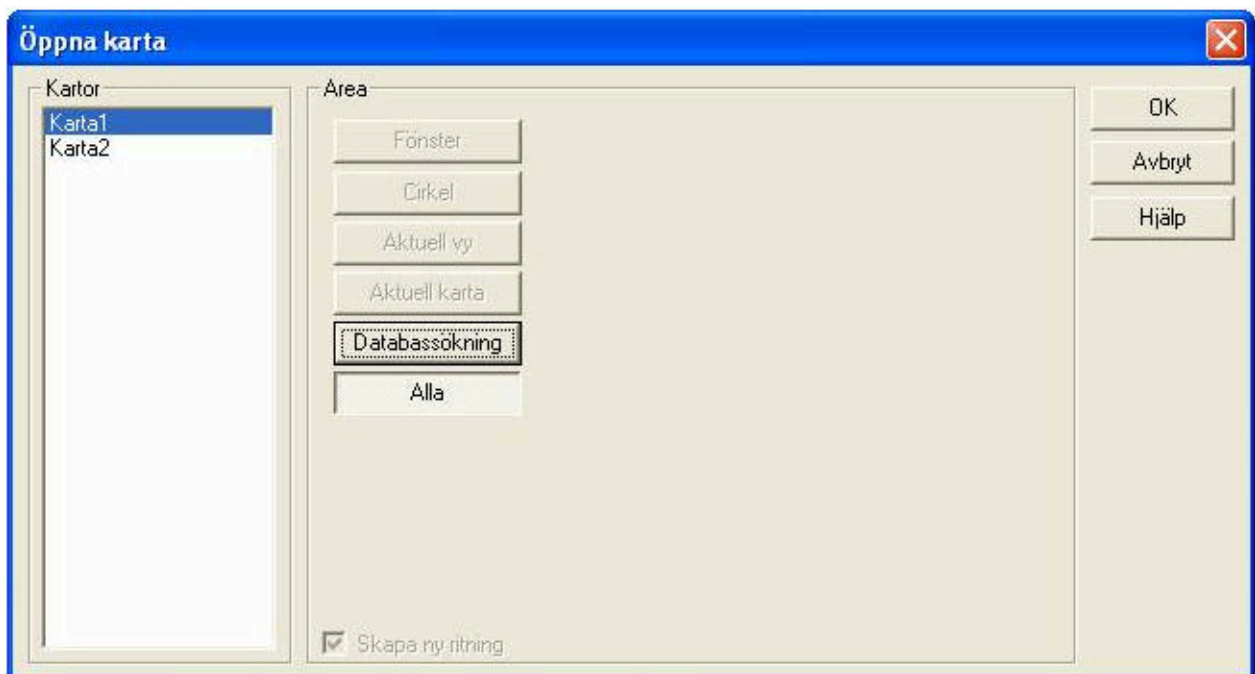 Öppna karta
Kartor
Karta1
Karta2
Area
Fönster
Cirkel
Aktuell vy
Aktuell karta
Databassökning
Alla
Skapa ny ritning
OK
Avbryt
Hjälp